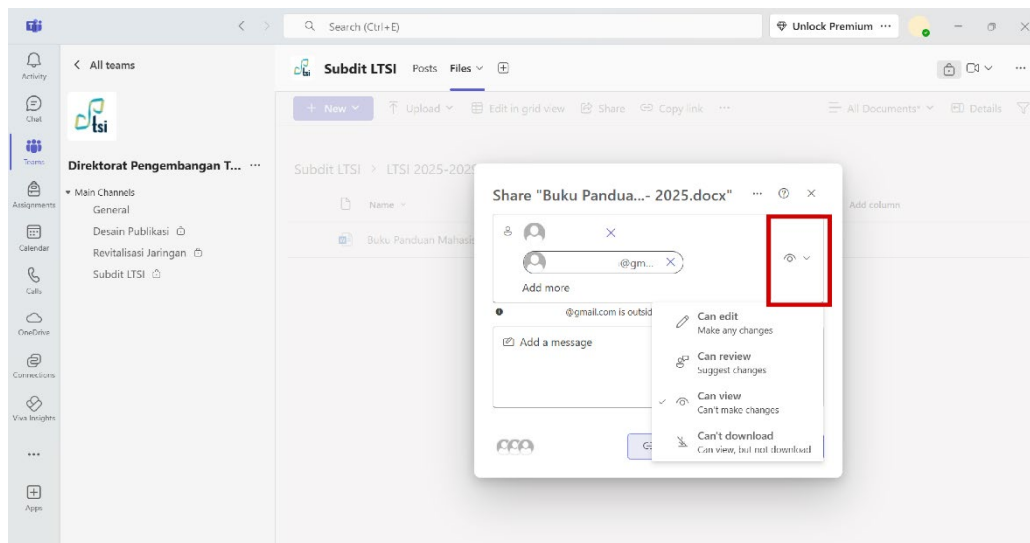 Search (Ctrl+E)
Unlock Premium ...
Activity
Chat
Teams
Assignments
Calendar
Calls
OneDrive
Connections
Viva Insights
...
Apps
All teams
tsi
Direktorat Pengembangan T... ...
Main Channels
General
Desain Publikasi
Revitalisasi Jaringan
Subdit LTSI
Subdit LTSI Posts Files
...
New Upload Edit in grid view Share Copy link ...
All Documents* Details
Subdit LTSI > LTSI 2025-202
Name
Add column
Buku Panduan Mahasis
Share "Buku Pandua...- 2025.docx" ...
@gm...
Add more
@gmail.com is outsid
Add a message
Can edit
Make any changes
Can review
Suggest changes
Can view
Can't make changes
Can't download
Can view, but not download